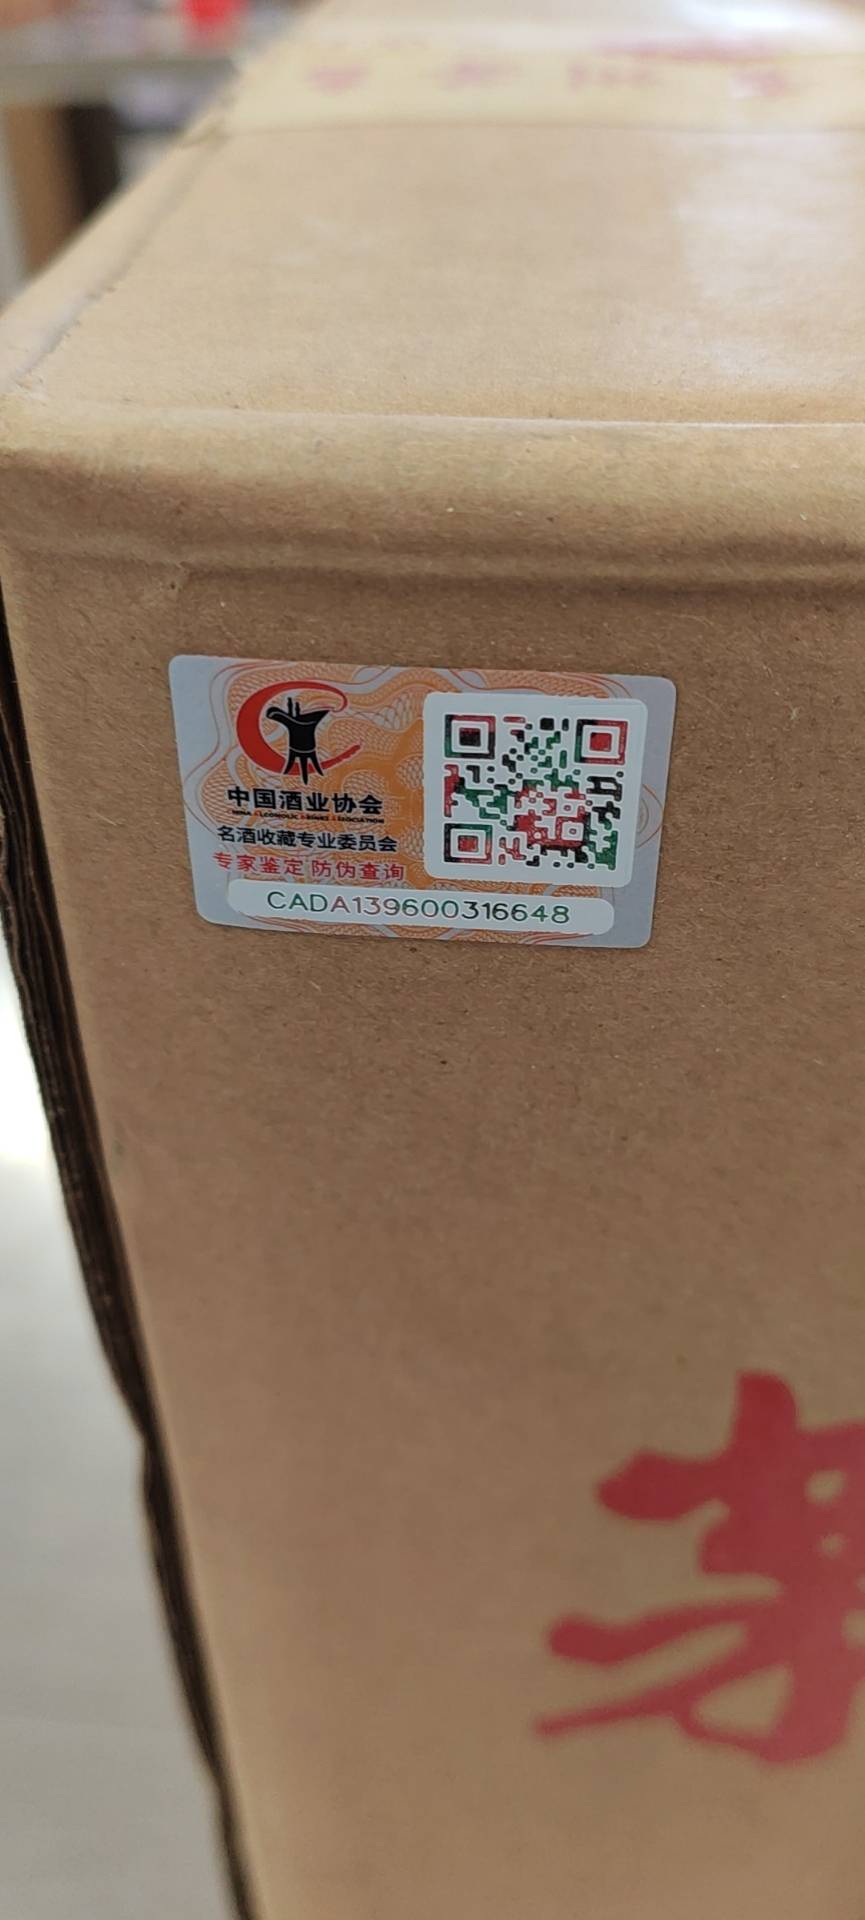 中国酒业协会
名酒收藏专业委员会
专家鉴定 防伪查询
CADA139600316648
茅